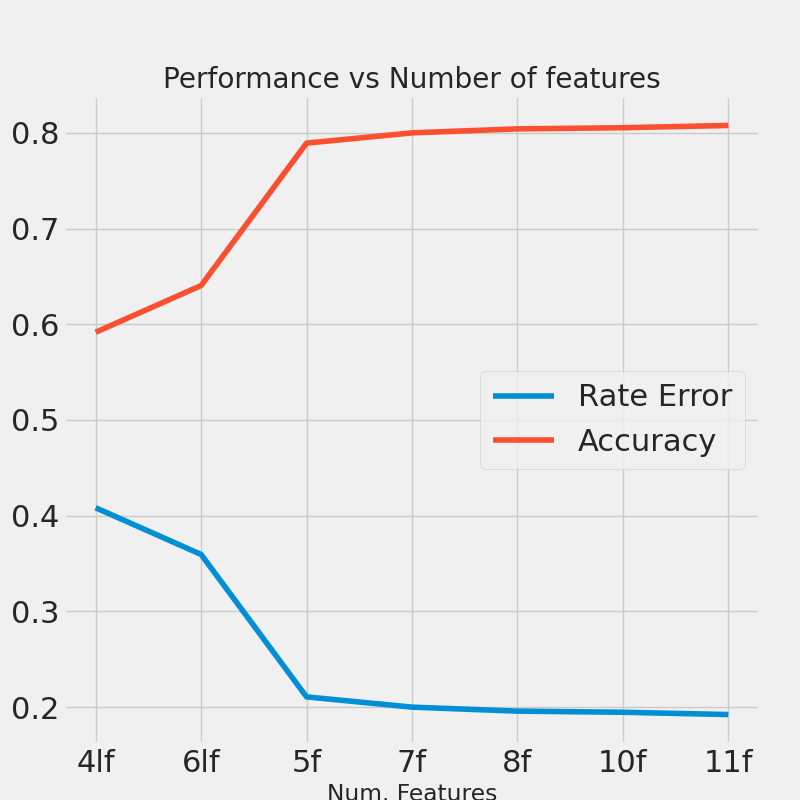 Performance vs Number of features
0.8
0.7
0.6
0.5
0.4
0.3
0.2
Rate Error
Accuracy
4lf 6lf 5f 7f 8f 10f 11f
Num. Features